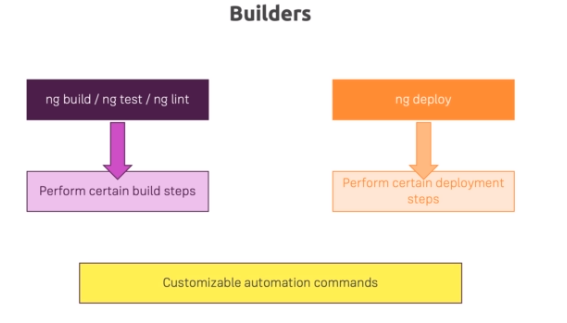 Builders
ng build / ng test / ng lint
ng deploy
Perform certain build steps
Perform certain deployment
steps
Customizable automation commands